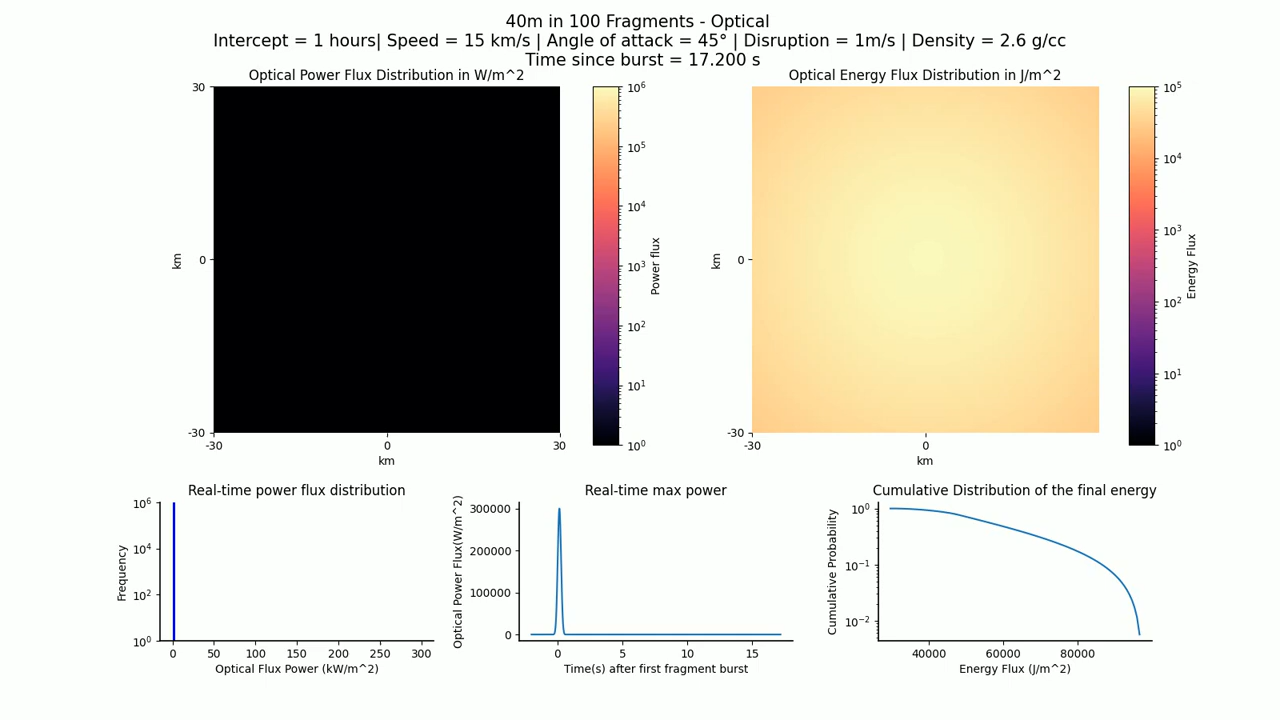 40m in 100 Fragments - Optical
Intercept = 1 hours| Speed = 15 km/s | Angle of attack = 45° | Disruption = 1m/s | Density = 2.6 g/cc
Time since burst = 17.200 s
Optical Power Flux Distribution in W/m^2
30
0
-30
km
-30
0
30
km
10^6
10^5
10^4
10^3
10^2
10^1
10^0
Power flux
Optical Energy Flux Distribution in J/m^2
0
-30
km
-30
0
km
10^5
10^4
10^3
10^2
10^1
10^0
Energy Flux
Real-time power flux distribution
10^6
10^4
10^2
10^0
Frequency
0 50 100 150 200 250 300
Optical Flux Power (kW/m^2)
Real-time max power
300000
200000
100000
0
Optical Power Flux(W/m^2)
0 5 10 15
Time(s) after first fragment burst
Cumulative Distribution of the final energy
10^0
10^-1
10^-2
Cumulative Probability
40000 60000 80000
Energy Flux (J/m^2)